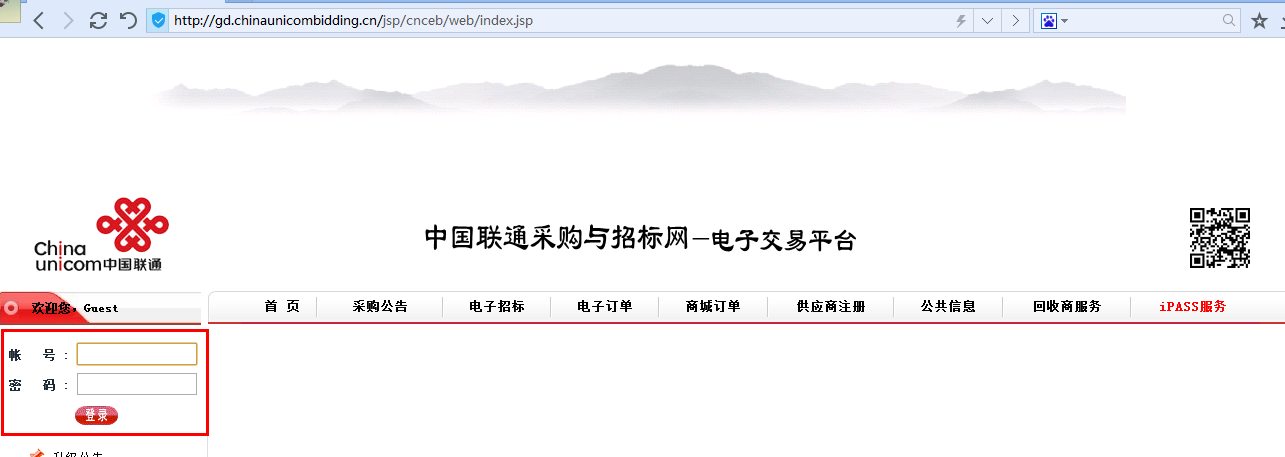 http://gd.chinaunicombidding.cn/jsp/cnceb/web/index.jsp
China
unicom中国联通
中国联通采购与招标网—电子交易平台
欢迎您，Guest
首 页 采购公告 电子招标 电子订单 商城订单 供应商注册 公共信息 回收商服务 iPASS服务
帐 号：
密 码：
登录
升级公告